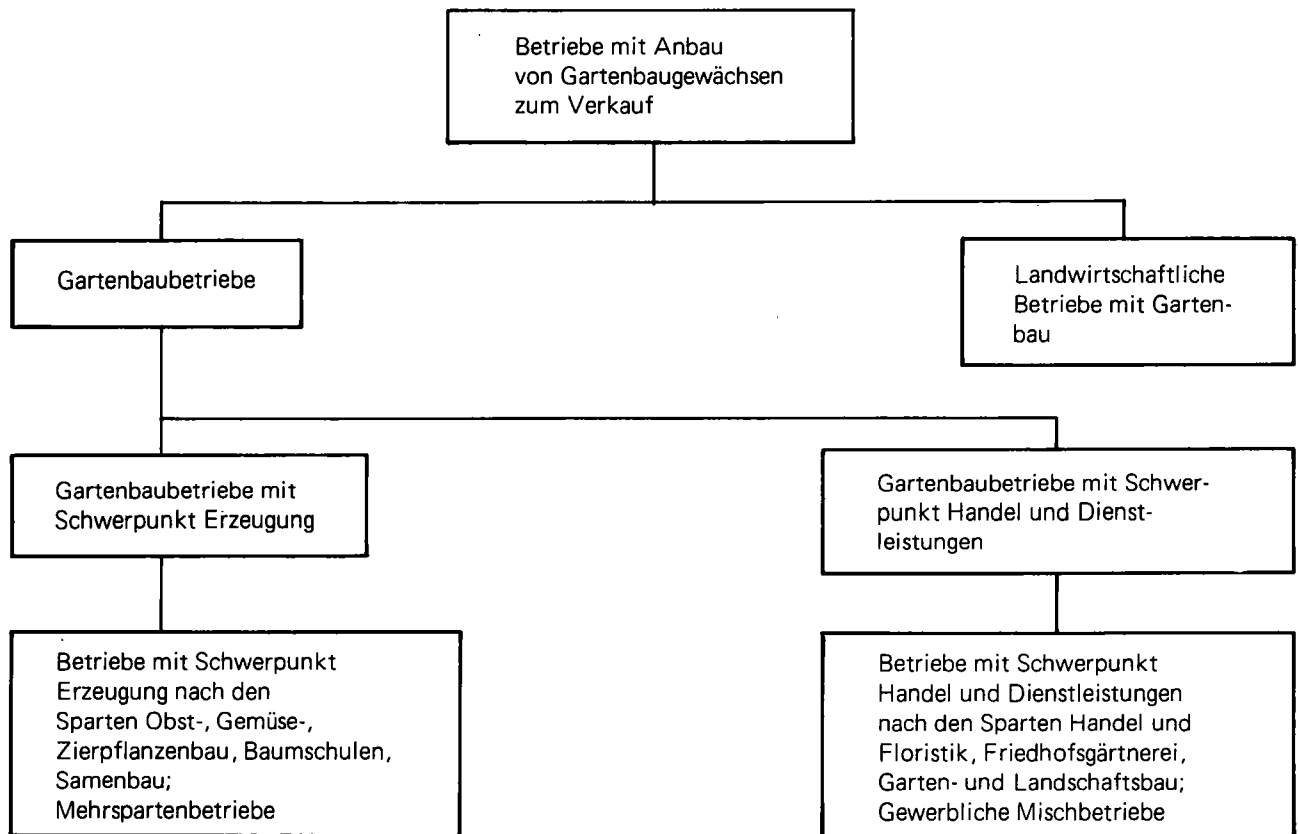 Betriebe mit Anbau
von Gartenbaugewächsen
zum Verkauf
Gartenbaubetriebe
Landwirtschaftliche
Betriebe mit Garten-
bau
Gartenbaubetriebe mit
Schwerpunkt Erzeugung
Gartenbaubetriebe mit Schwer-
punkt Handel und Dienst-
leistungen
Betriebe mit Schwerpunkt
Erzeugung nach den
Sparten Obst-, Gemüse-,
Zierpflanzenbau, Baumschulen,
Samenbau;
Mehrspartenbetriebe
Betriebe mit Schwerpunkt
Handel und Dienstleistungen
nach den Sparten Handel und
Floristik, Friedhofsgärtnerei,
Garten- und Landschaftsbau;
Gewerbliche Mischbetriebe